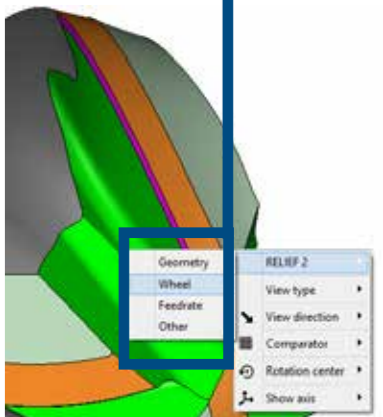 Geometry
Wheel
Feedrate
Other
RELIEF 2
View type
View direction
Comparator
Rotation center
Show axis